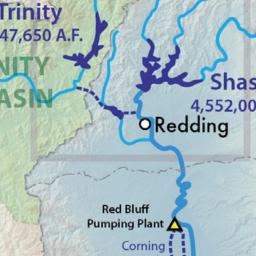 Trinity
47,650 A.F.
NITY
ASIN
Shas
4,552,00
Redding
Red Bluff
Pumping Plant
Corning